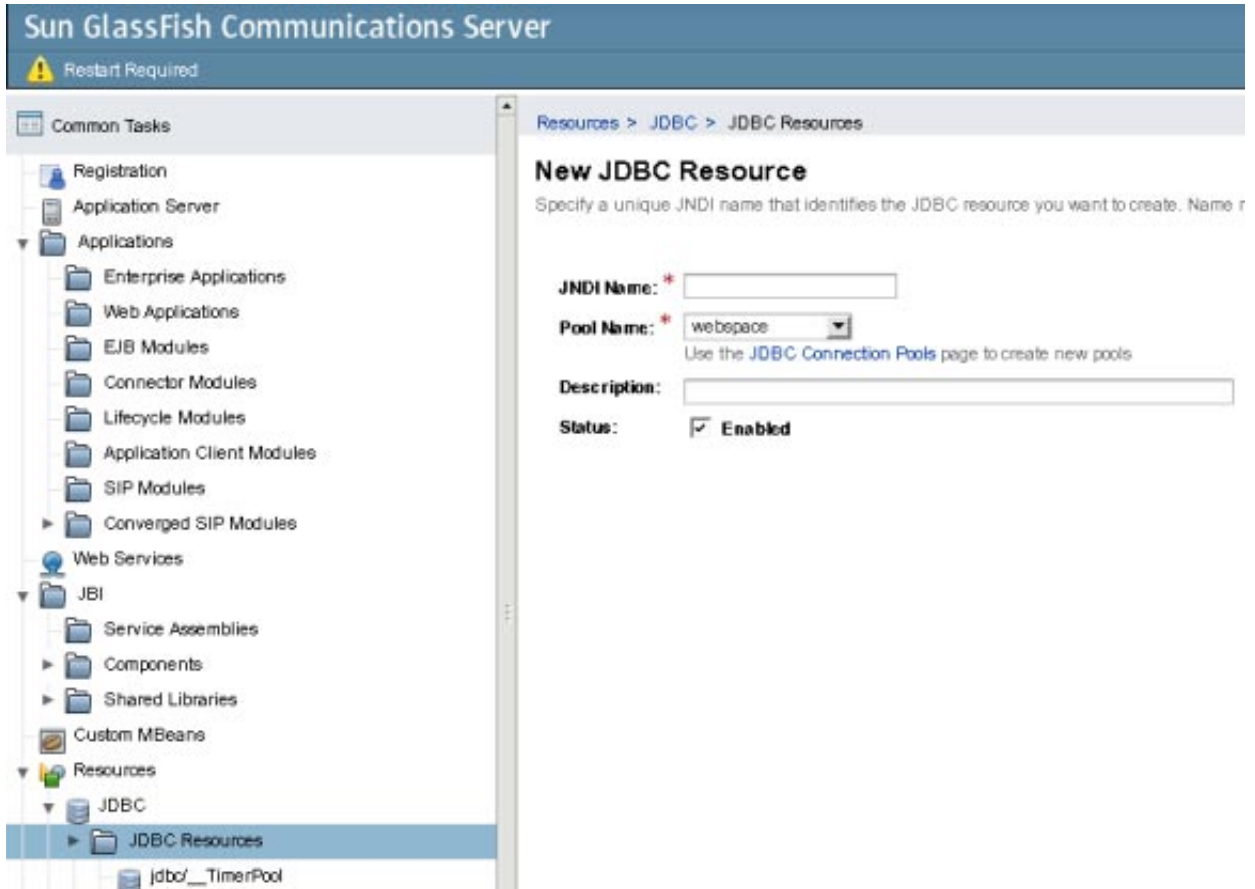 Sun GlassFish Communications Server
Restart Required
Common Tasks
Registration
Application Server
Applications
Enterprise Applications
Web Applications
EJB Modules
Connector Modules
Lifecycle Modules
Application Client Modules
SIP Modules
Converged SIP Modules
Web Services
JBI
Service Assemblies
Components
Shared Libraries
Custom MBeans
Resources
JDBC
JDBC Resources
jdbc/__TimerPool
Resources > JDBC > JDBC Resources
New JDBC Resource
Specify a unique JNDI name that identifies the JDBC resource you want to create. Name
JNDI Name: *
Pool Name: * webspace
Use the JDBC Connection Pools page to create new pools
Description:
Status: Enabled